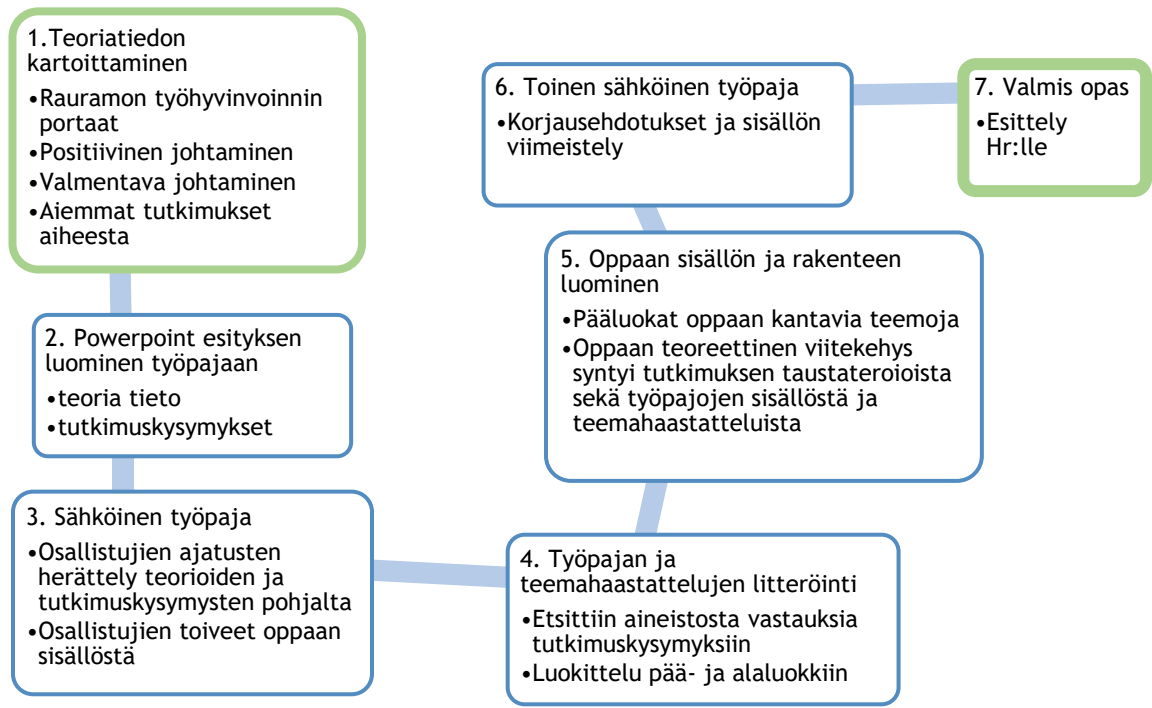 1.Teoriatiedon
kartoittaminen
•Rauramon työhyvinvoinnin
portaat
•Positiivinen johtaminen
•Valmentava johtaminen
•Aiemmat tutkimukset
aiheesta
2. Powerpoint esityksen
luominen työpajaan
•teoria tieto
•tutkimuskysymykset
3. Sähköinen työpaja
•Osallistujien ajatusten
herättely teorioiden ja
tutkimuskysymysten pohjalta
•Osallistujien toiveet oppaan
sisällöstä
4. Työpajan ja
teemahaastattelujen litteröinti
•Etsittiin aineistosta vastauksia
tutkimuskysymyksiin
•Luokittelu pää- ja alaluokkiin
5. Oppaan sisällön ja rakenteen
luominen
•Pääluokat oppaan kantavia teemoja
•Oppaan teoreettinen viitekehys
syntyi tutkimuksen taustateroioista
sekä työpajojen sisällöstä ja
teemahaastatteluista
6. Toinen sähköinen työpaja
•Korjausehdotukset ja sisällön
viimeistely
7. Valmis opas
•Esittely
Hr:lle